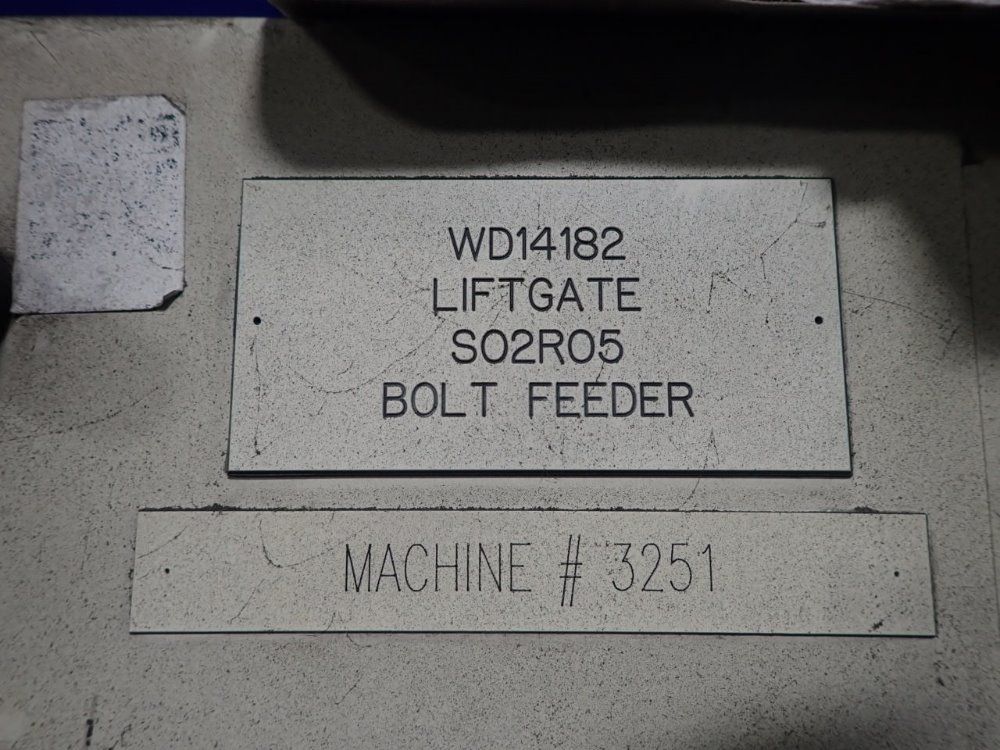 WD14182
LIFTGATE
S02R05
BOLT FEEDER
MACHINE # 3251